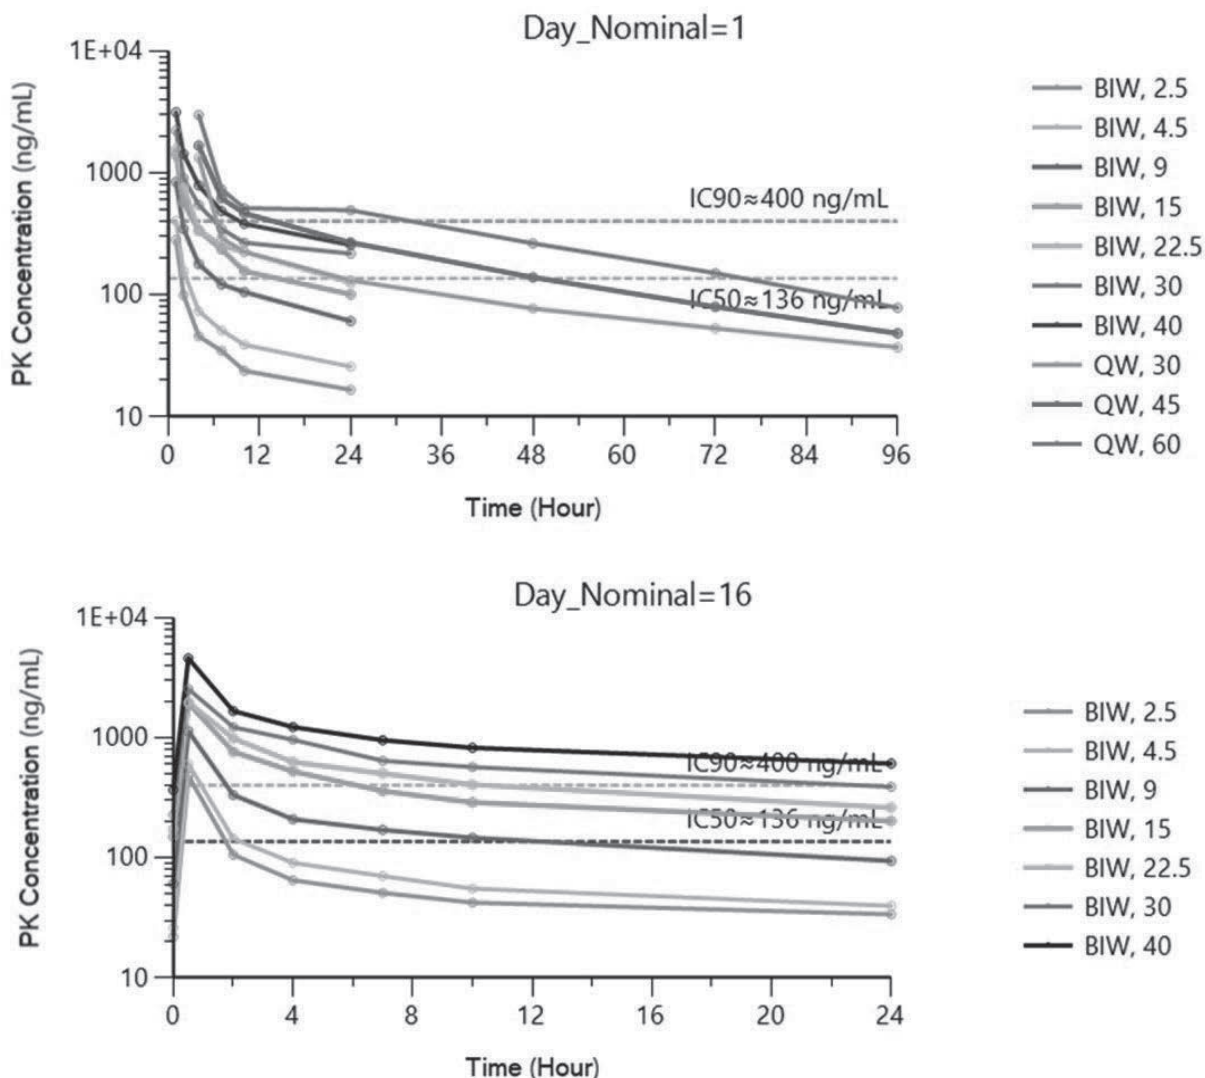 Day_Nominal=1
PK Concentration (ng/mL)
1E+04
1000
100
10
IC90≈400 ng/mL
IC50≈136 ng/mL
0 12 24 36 48 60 72 84 96
Time (Hour)
BIW, 2.5
BIW, 4.5
BIW, 9
BIW, 15
BIW, 22.5
BIW, 30
BIW, 40
QW, 30
QW, 45
QW, 60
Day_Nominal=16
PK Concentration (ng/mL)
1E+04
1000
100
10
IC90≈400 ng/mL
IC50≈136 ng/mL
0 4 8 12 16 20 24
Time (Hour)
BIW, 2.5
BIW, 4.5
BIW, 9
BIW, 15
BIW, 22.5
BIW, 30
BIW, 40